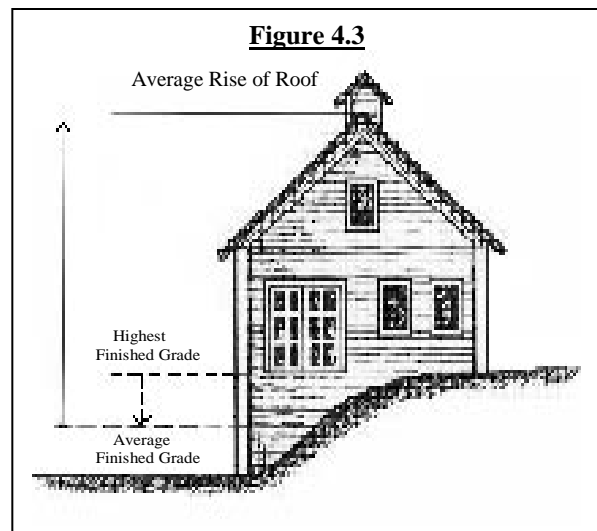 Figure 4.3
Average Rise of Roof
Highest
Finished Grade
Average
Finished Grade